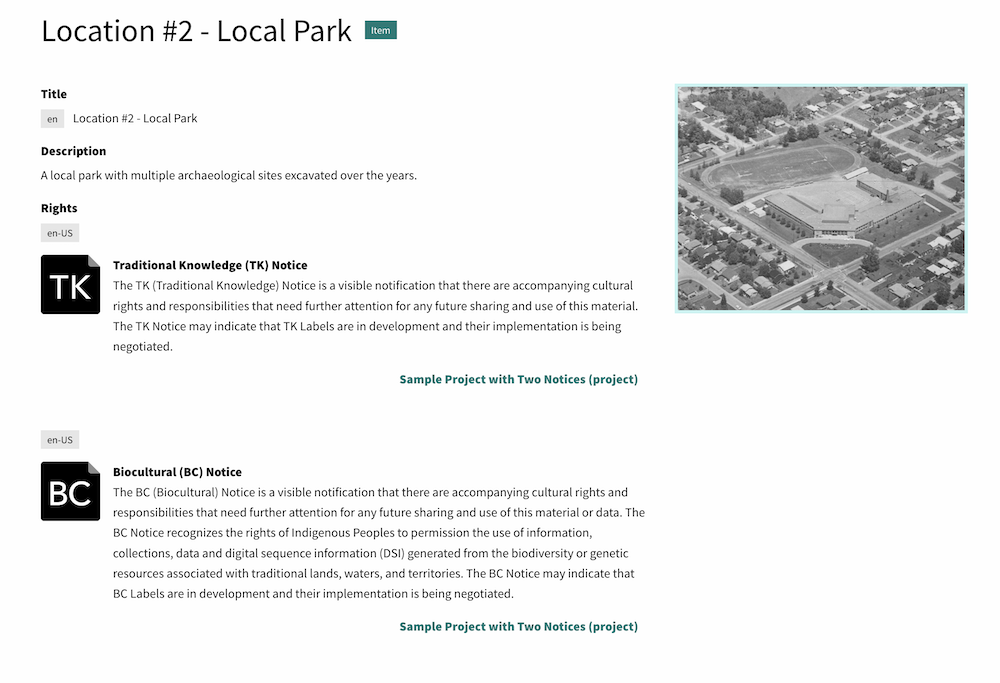 Location #2 - Local Park Item
Title
en Location #2 - Local Park
Description
A local park with multiple archaeological sites excavated over the years.
Rights
en-US
TK
Traditional Knowledge (TK) Notice
The TK (Traditional Knowledge) Notice is a visible notification that there are accompanying cultural
rights and responsibilities that need further attention for any future sharing and use of this material.
The TK Notice may indicate that TK Labels are in development and their implementation is being
negotiated.
Sample Project with Two Notices (project)
en-US
BC
Biocultural (BC) Notice
The BC (Biocultural) Notice is a visible notification that there are accompanying cultural rights and
responsibilities that need further attention for any future sharing and use of this material or data. The
BC Notice recognizes the rights of Indigenous Peoples to permission the use of information,
collections, data and digital sequence information (DSI) generated from the biodiversity or genetic
resources associated with traditional lands, waters, and territories. The BC Notice may indicate that
BC Labels are in development and their implementation is being negotiated.
Sample Project with Two Notices (project)